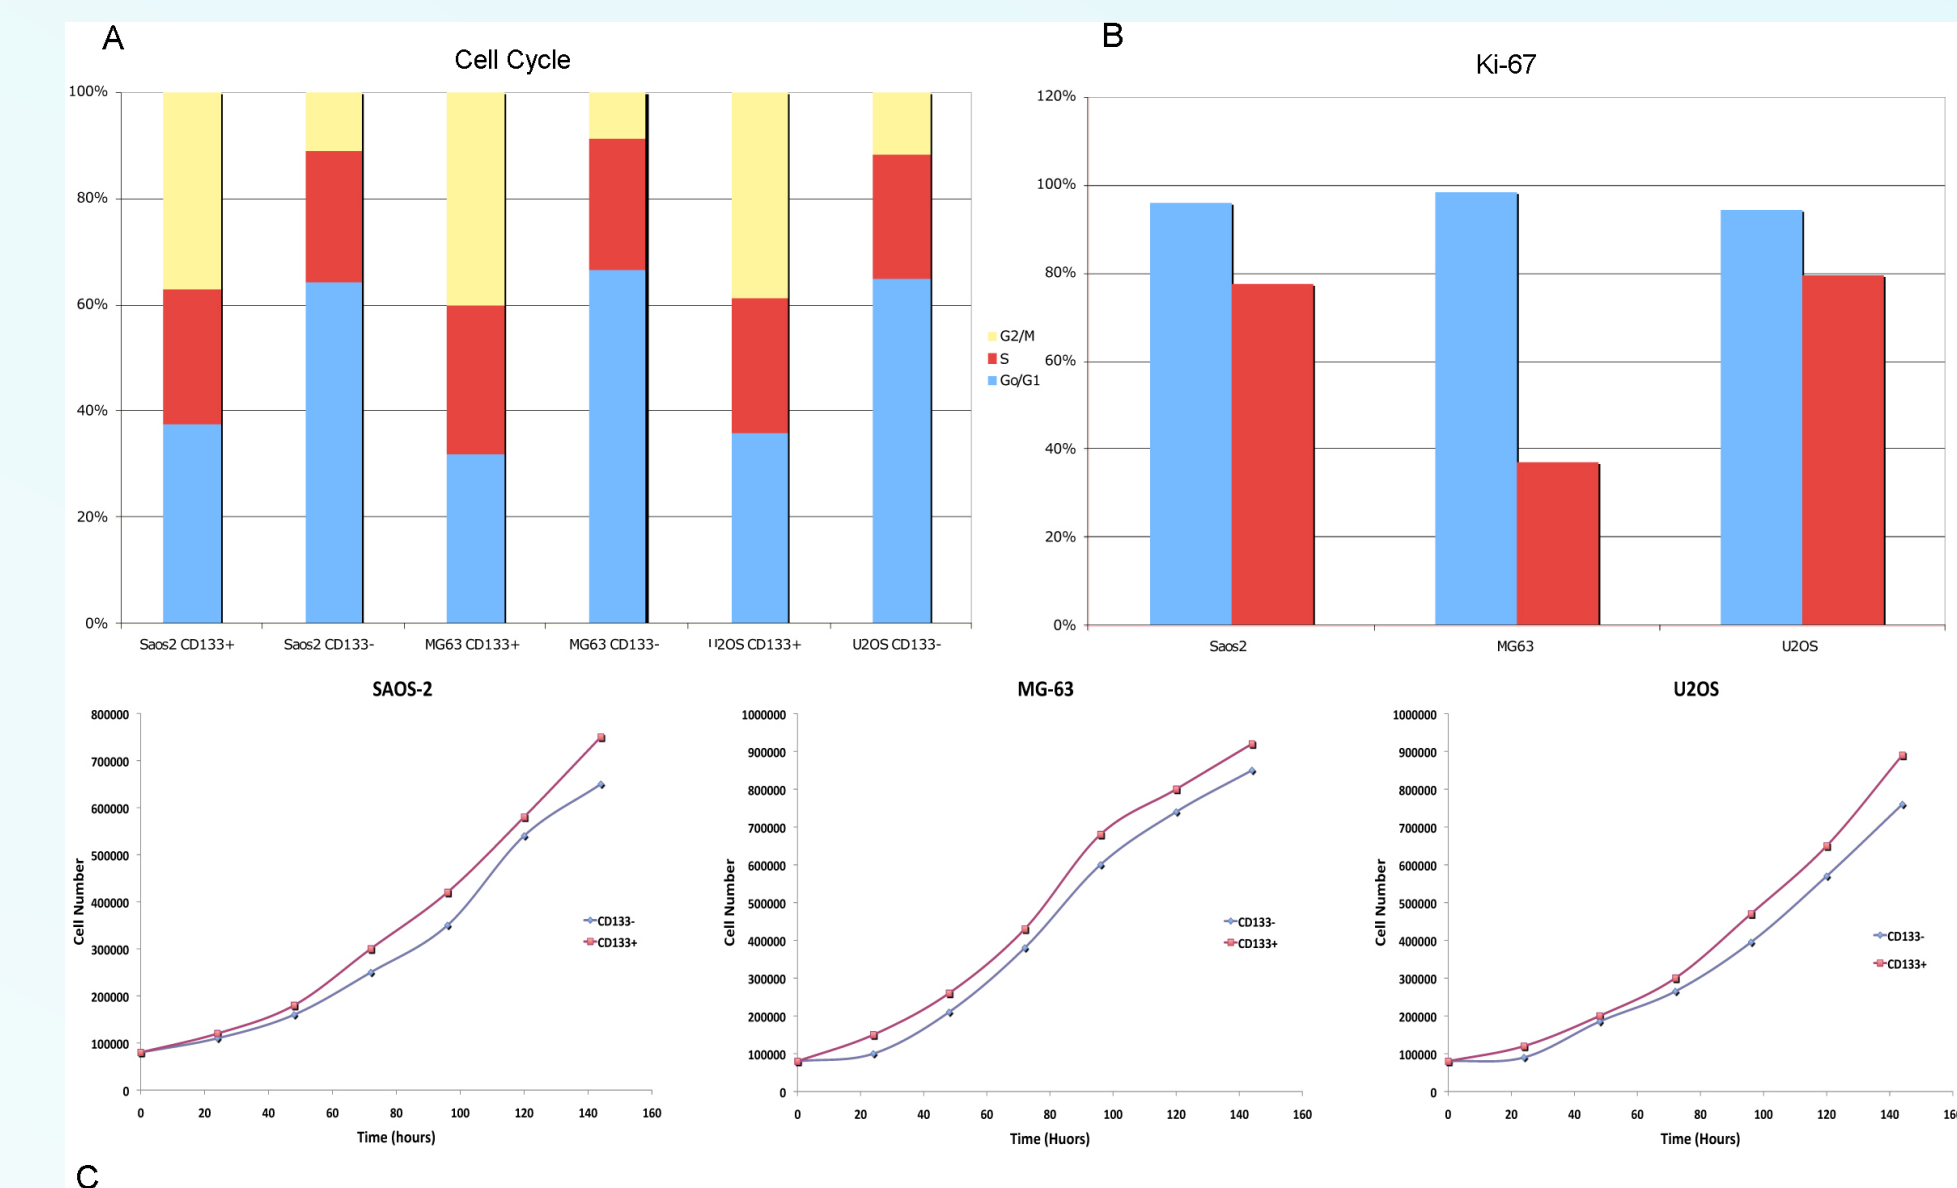 A
Cell Cycle
100%
80%
60%
40%
20%
0%
Saos2 CD133+
Saos2 CD133-
MG63 CD133+
MG63 CD133-
U2OS CD133+
U2OS CD133-
G2/M
S
Go/G1
B
Ki-67
120%
100%
80%
60%
40%
20%
0%
Saos2
MG63
U2OS
SAOS-2
800000
700000
600000
500000
400000
300000
200000
100000
0
Cell Number
0 20 40 60 80 100 120 140 160
Time (hours)
CD133-
CD133+
MG-63
1000000
900000
800000
700000
600000
500000
400000
300000
200000
100000
0
Cell Number
0 20 40 60 80 100 120 140 160
Time (Huors)
CD133-
CD133+
U2OS
1000000
900000
800000
700000
600000
500000
400000
300000
200000
100000
0
Cell Number
0 20 40 60 80 100 120 140
Time (Hours)
CD133-
CD133+
C